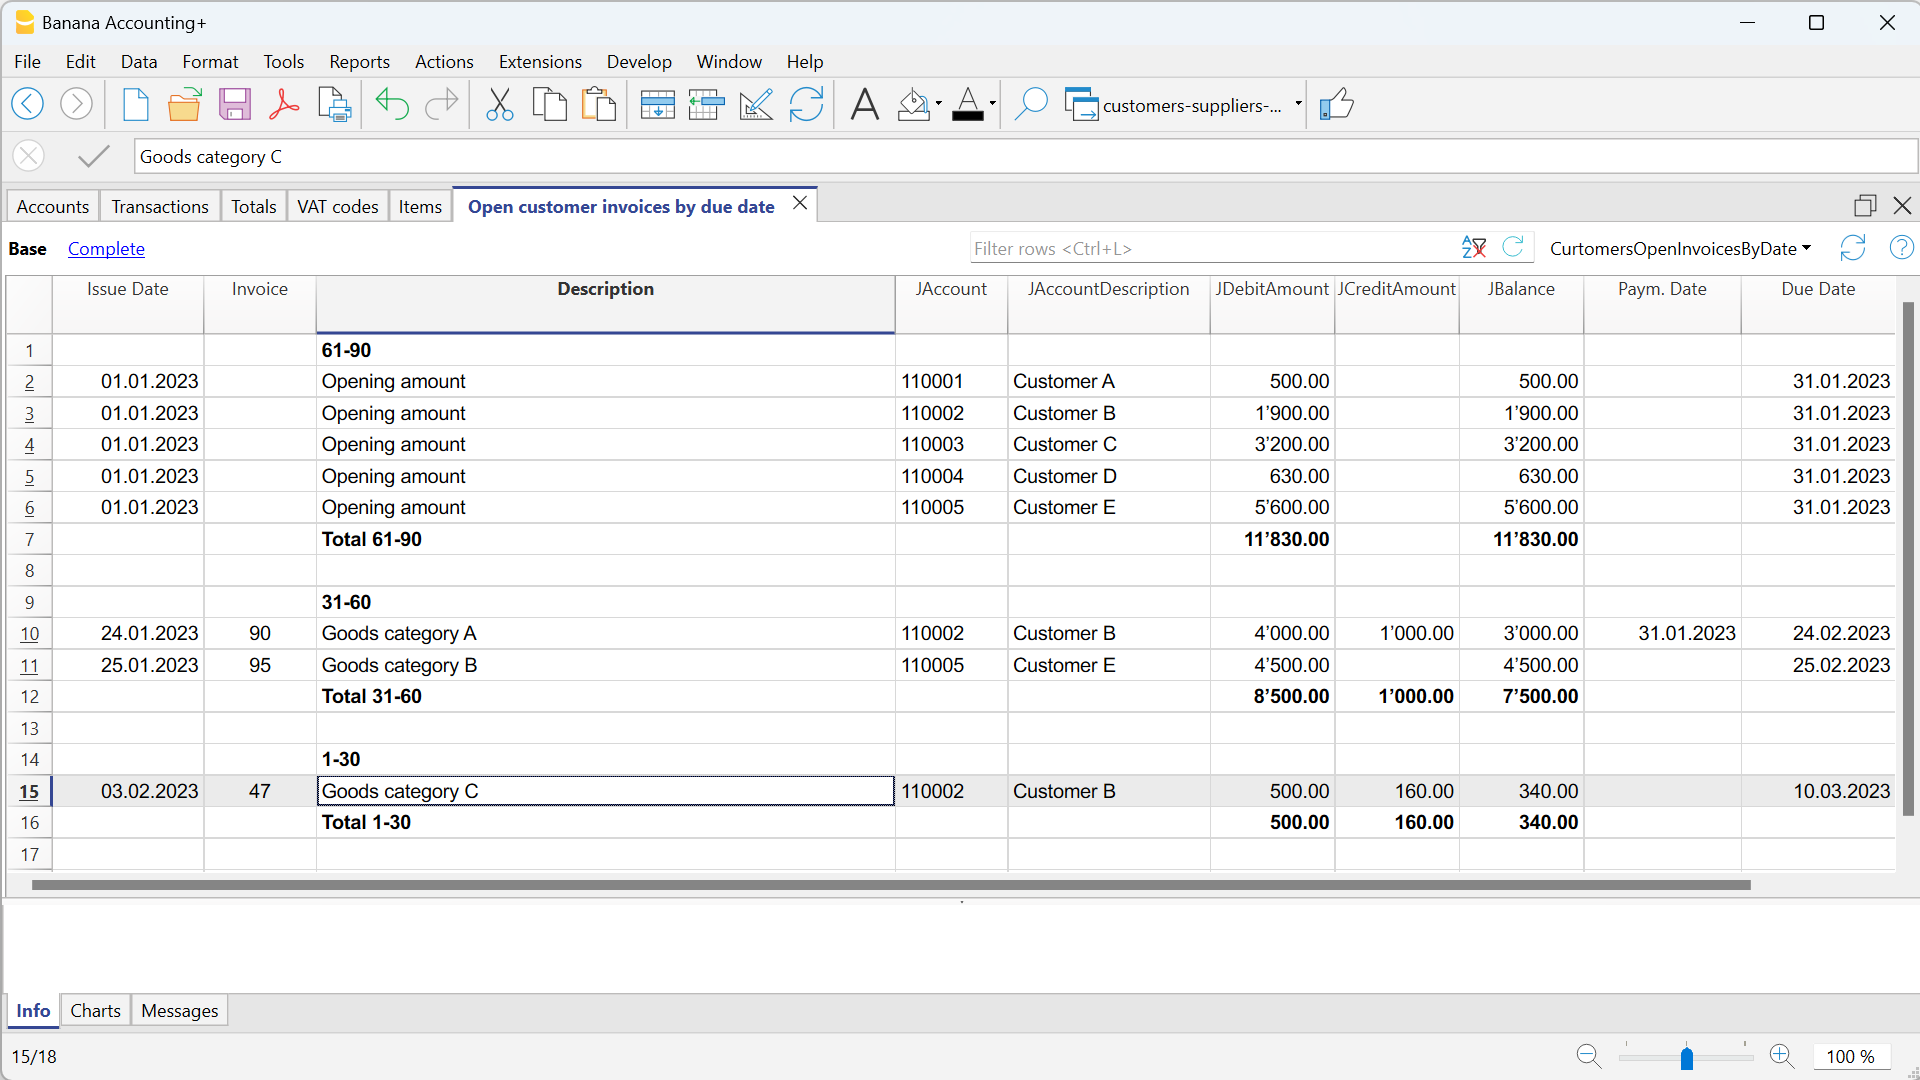 Banana Accounting+
File Edit Data Format Tools Reports Actions Extensions Develop Window Help
customers-suppliers-...
Goods category C
Accounts Transactions Totals VAT codes Items Open customer invoices by due date
Base Complete Filter rows <Ctrl+L> CurtomersOpenInvoicesByDate
Issue Date Invoice Description JAccount JAccountDescription JDebitAmount JCreditAmount JBalance Paym. Date Due Date
1 61-90
2 01.01.2023 Opening amount 110001 Customer A 500.00 500.00 31.01.2023
3 01.01.2023 Opening amount 110002 Customer B 1’900.00 1’900.00 31.01.2023
4 01.01.2023 Opening amount 110003 Customer C 3’200.00 3’200.00 31.01.2023
5 01.01.2023 Opening amount 110004 Customer D 630.00 630.00 31.01.2023
6 01.01.2023 Opening amount 110005 Customer E 5’600.00 5’600.00 31.01.2023
7 Total 61-90 11’830.00 11’830.00
8
9 31-60
10 24.01.2023 90 Goods category A 110002 Customer B 4’000.00 1’000.00 3’000.00 31.01.2023 24.02.2023
11 25.01.2023 95 Goods category B 110005 Customer E 4’500.00 4’500.00 25.02.2023
12 Total 31-60 8’500.00 1’000.00 7’500.00
13
14 1-30
15 03.02.2023 47 Goods category C 110002 Customer B 500.00 160.00 340.00 10.03.2023
16 Total 1-30 500.00 160.00 340.00
17
Info Charts Messages
15/18 100 %